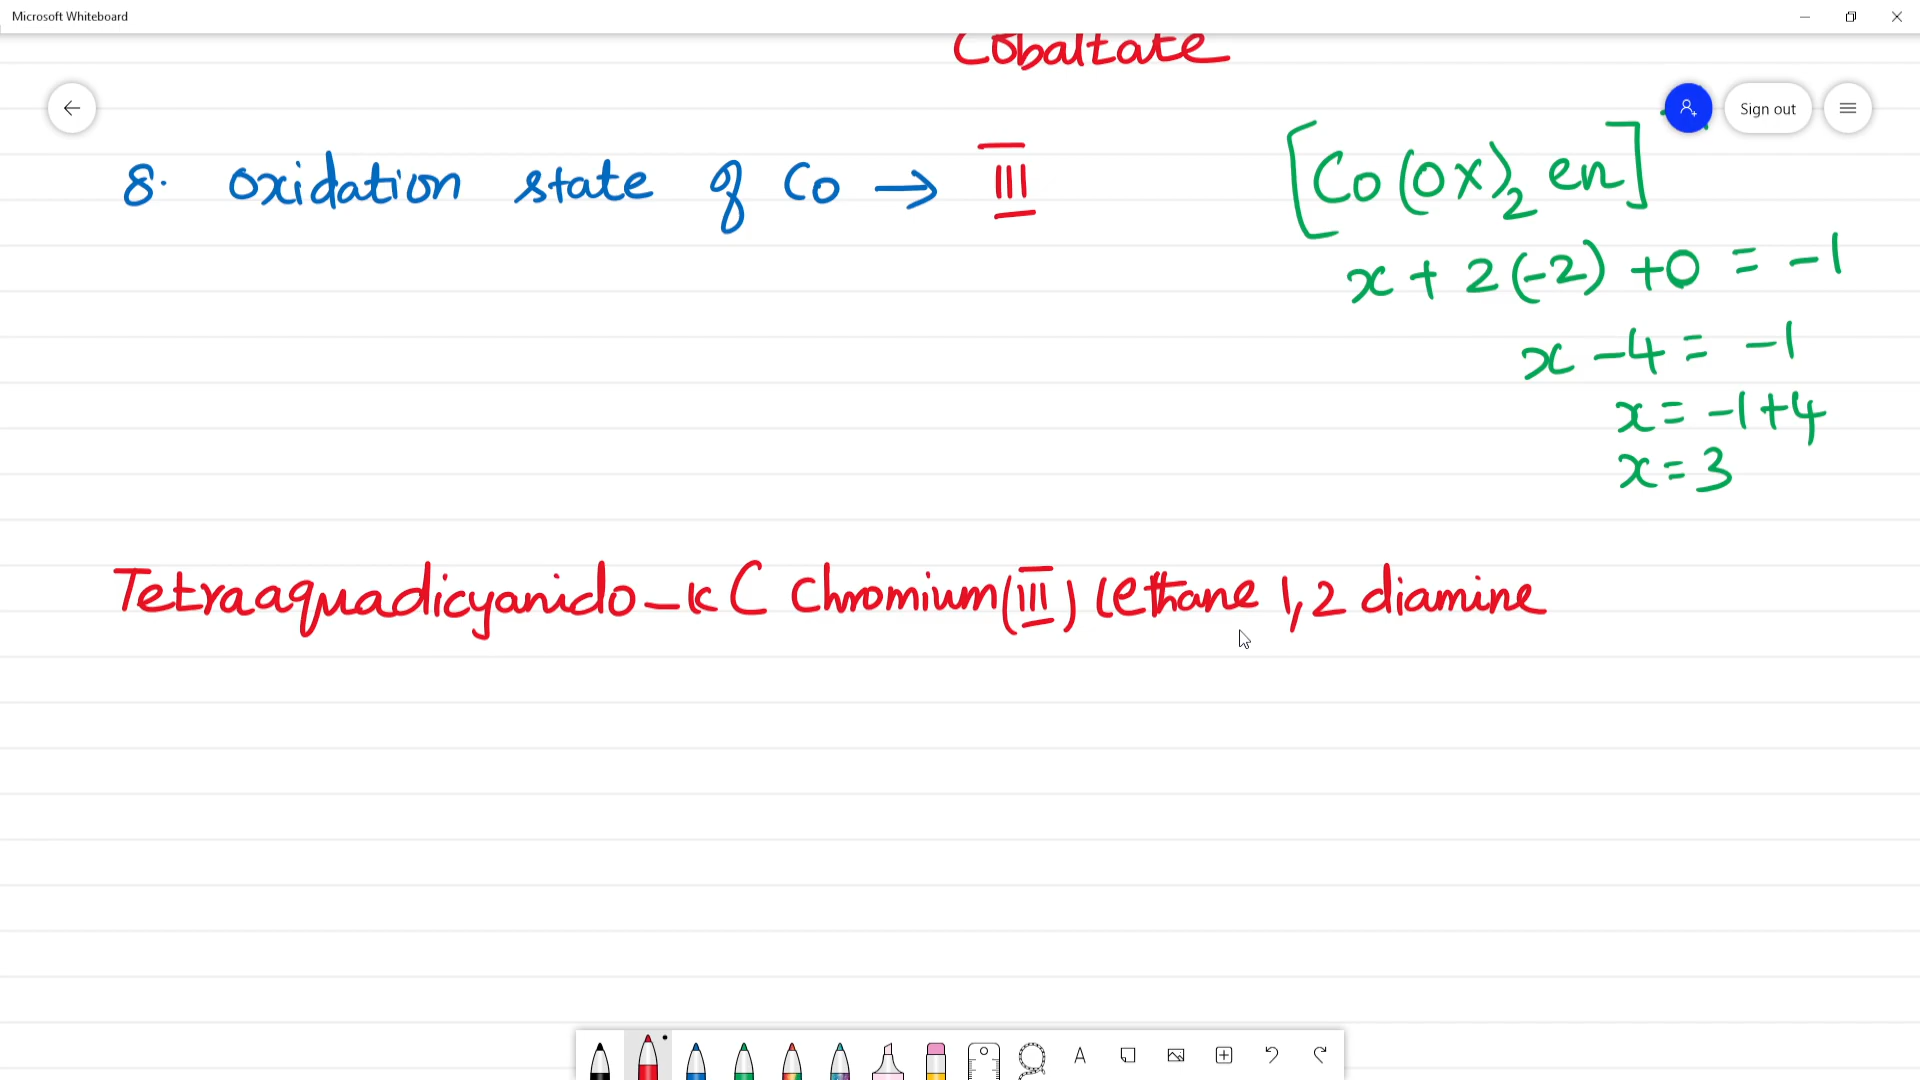 Microsoft Whiteboard
Cobaltate
Sign out
8. oxidation state of Co → III
[Co(ox)₂ en]
x + 2(-2) +0 = -1
x -4 = -1
x = -1+4
x = 3
Tetraaquadicyanido-κC Chromium(III) (ethane 1,2 diamine
A